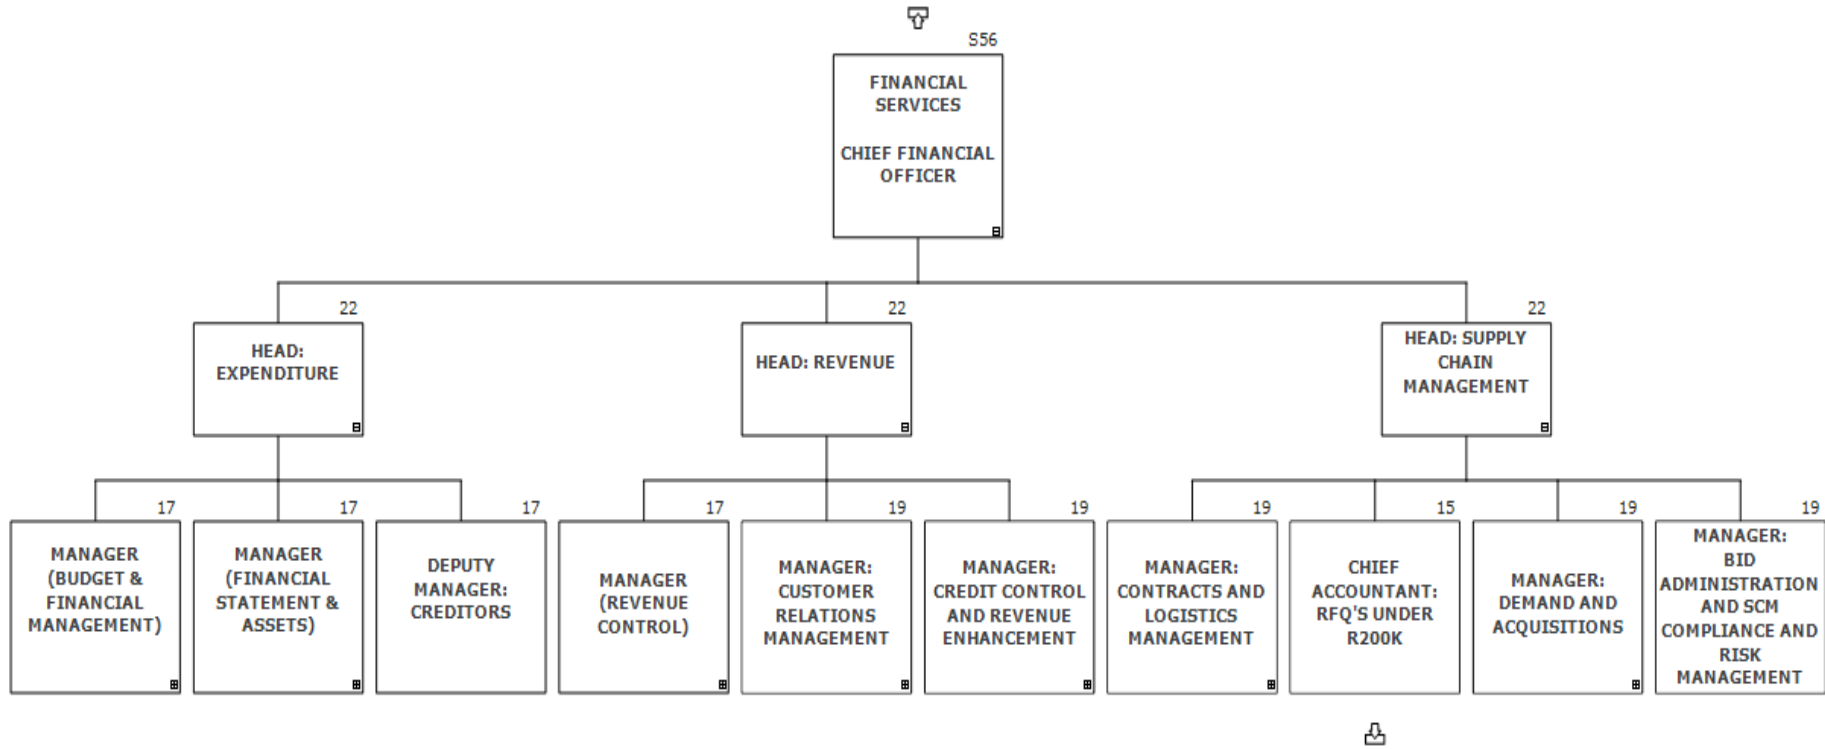 S56
FINANCIAL
SERVICES
CHIEF FINANCIAL
OFFICER
22
HEAD:
EXPENDITURE
22
HEAD: REVENUE
22
HEAD: SUPPLY
CHAIN
MANAGEMENT
17
MANAGER
(BUDGET &
FINANCIAL
MANAGEMENT)
17
MANAGER
(FINANCIAL
STATEMENT &
ASSETS)
17
DEPUTY
MANAGER:
CREDITORS
17
MANAGER
(REVENUE
CONTROL)
19
MANAGER:
CUSTOMER
RELATIONS
MANAGEMENT
19
MANAGER:
CREDIT CONTROL
AND REVENUE
ENHANCEMENT
19
MANAGER:
CONTRACTS AND
LOGISTICS
MANAGEMENT
15
CHIEF
ACCOUNTANT:
RFQ'S UNDER
R200K
19
MANAGER:
DEMAND AND
ACQUISITIONS
19
MANAGER:
BID
ADMINISTRATION
AND SCM
COMPLIANCE AND
RISK
MANAGEMENT